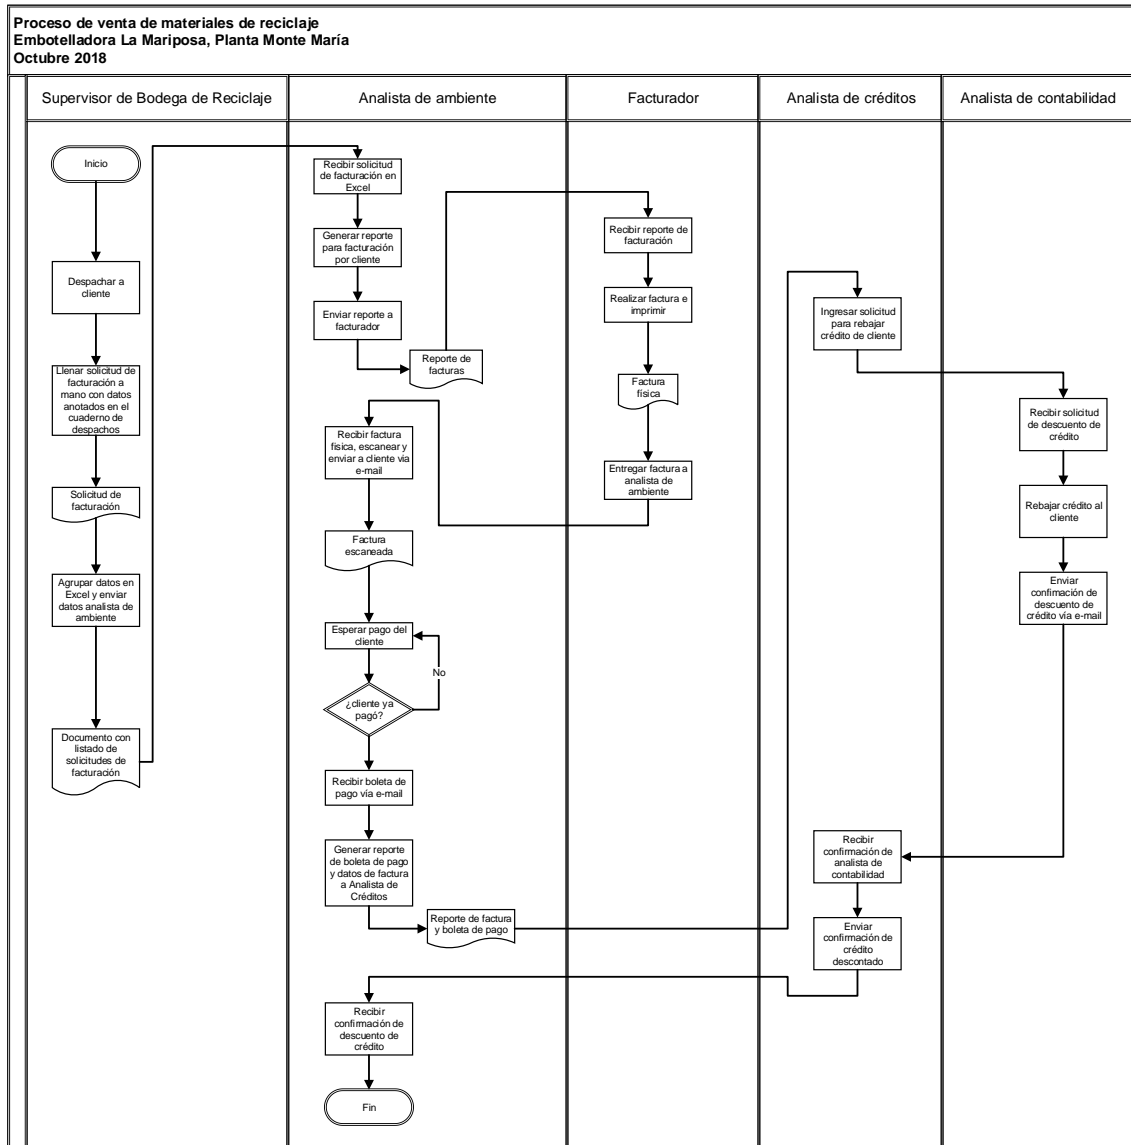 Proceso de venta de materiales de reciclaje
Embotelladora La Mariposa, Planta Monte María
Octubre 2018
Supervisor de Bodega de Reciclaje
Analista de ambiente
Facturador
Analista de créditos
Analista de contabilidad
Inicio
Despachar a
cliente
Llenar solicitud de
facturación a
mano con datos
anotados en el
cuaderno de
despachos
Solicitud de
facturación
Agrupar datos en
Excel y enviar
datos analista de
ambiente
Documento con
listado de
solicitudes de
facturación
Recibir solicitud
de facturación en
Excel
Generar reporte
para facturación
por cliente
Enviar reporte a
facturador
Reporte de
facturas
Recibir reporte de
facturación
Realizar factura e
imprimir
Factura
física
Entregar factura a
analista de
ambiente
Recibir factura
fisica, escanear y
enviar a cliente via
e-mail
Factura
escaneada
Esperar pago del
cliente
No
¿cliente ya
pagó?
Recibir boleta de
pago vía e-mail
Generar reporte
de boleta de pago
y datos de factura
a Analista de
Créditos
Reporte de factura
y boleta de pago
Ingresar solicitud
para rebajar
crédito de cliente
Recibir solicitud
de descuento de
crédito
Rebajar crédito al
cliente
Enviar
confimación de
descuento de
crédito vía e-mail
Recibir
confirmación de
analista de
contabilidad
Enviar
confirmación de
crédito
descontado
Recibir
confirmación de
descuento de
crédito
Fin